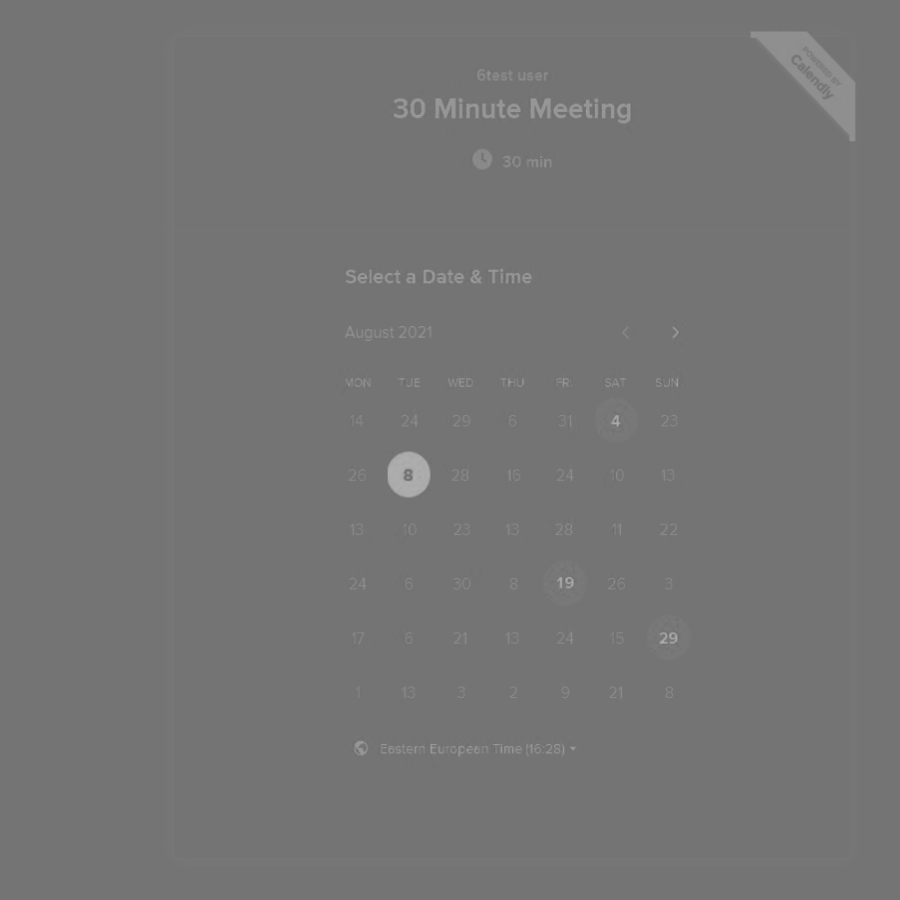 POWERED BY
Calendly
6test user
30 Minute Meeting
30 min
Select a Date & Time
August 2021
MON TUE WED THU FRI SAT SUN
14 24 29 6 31 4 23
26 8 28 16 24 10 13
13 10 23 13 28 11 22
24 6 30 8 19 26 3
17 6 21 13 24 15 29
1 13 3 2 9 21 8
Eestern Europeen Time (16:28)